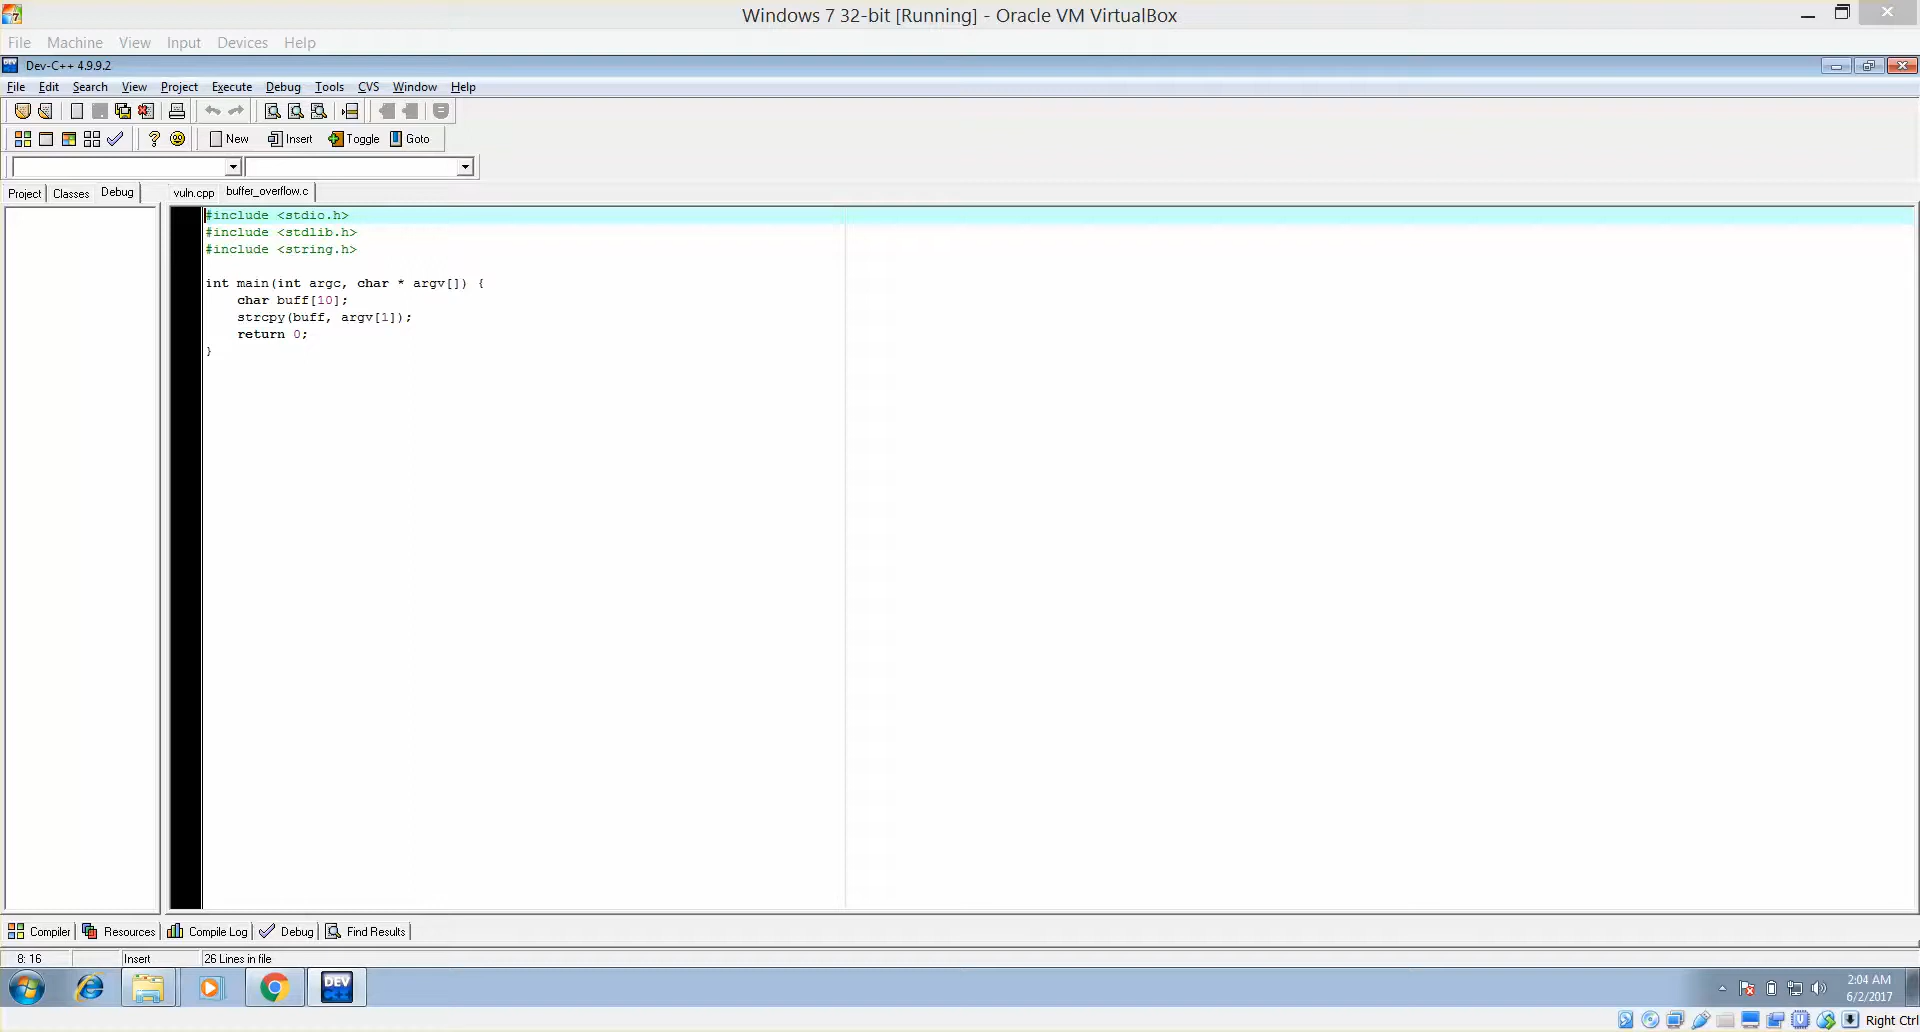 Windows 7 32-bit [Running] - Oracle VM VirtualBox
File Machine View Input Devices Help
Dev-C++ 4.9.9.2
File Edit Search View Project Execute Debug Tools CVS Window Help
New Insert Toggle Goto
Project Classes Debug vuln.cpp buffer_overflow.c
#include <stdio.h>
#include <stdlib.h>
#include <string.h>
int main(int argc, char * argv[]) {
char buff[10];
strcpy(buff, argv[1]);
return 0;
}
Compiler Resources Compile Log Debug Find Results
8: 16 Insert 26 Lines in file
DEV
2:04 AM
6/2/2017
Right Ctrl